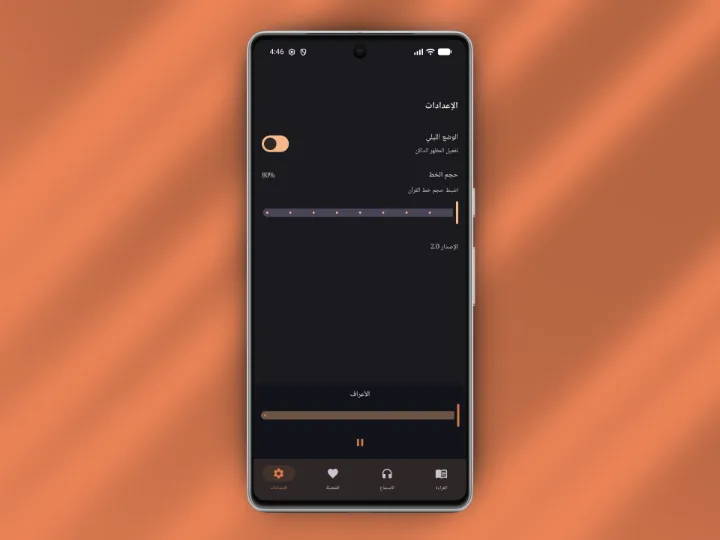 4:46
الإعدادات
الوضع الليلي
تفعيل المظهر الداكن
حجم الخط
80%
اضبط حجم خط القرآن
الإصدار 2.0
الأعراف
القراءة
الاستماع
المفضلة
الإعدادات